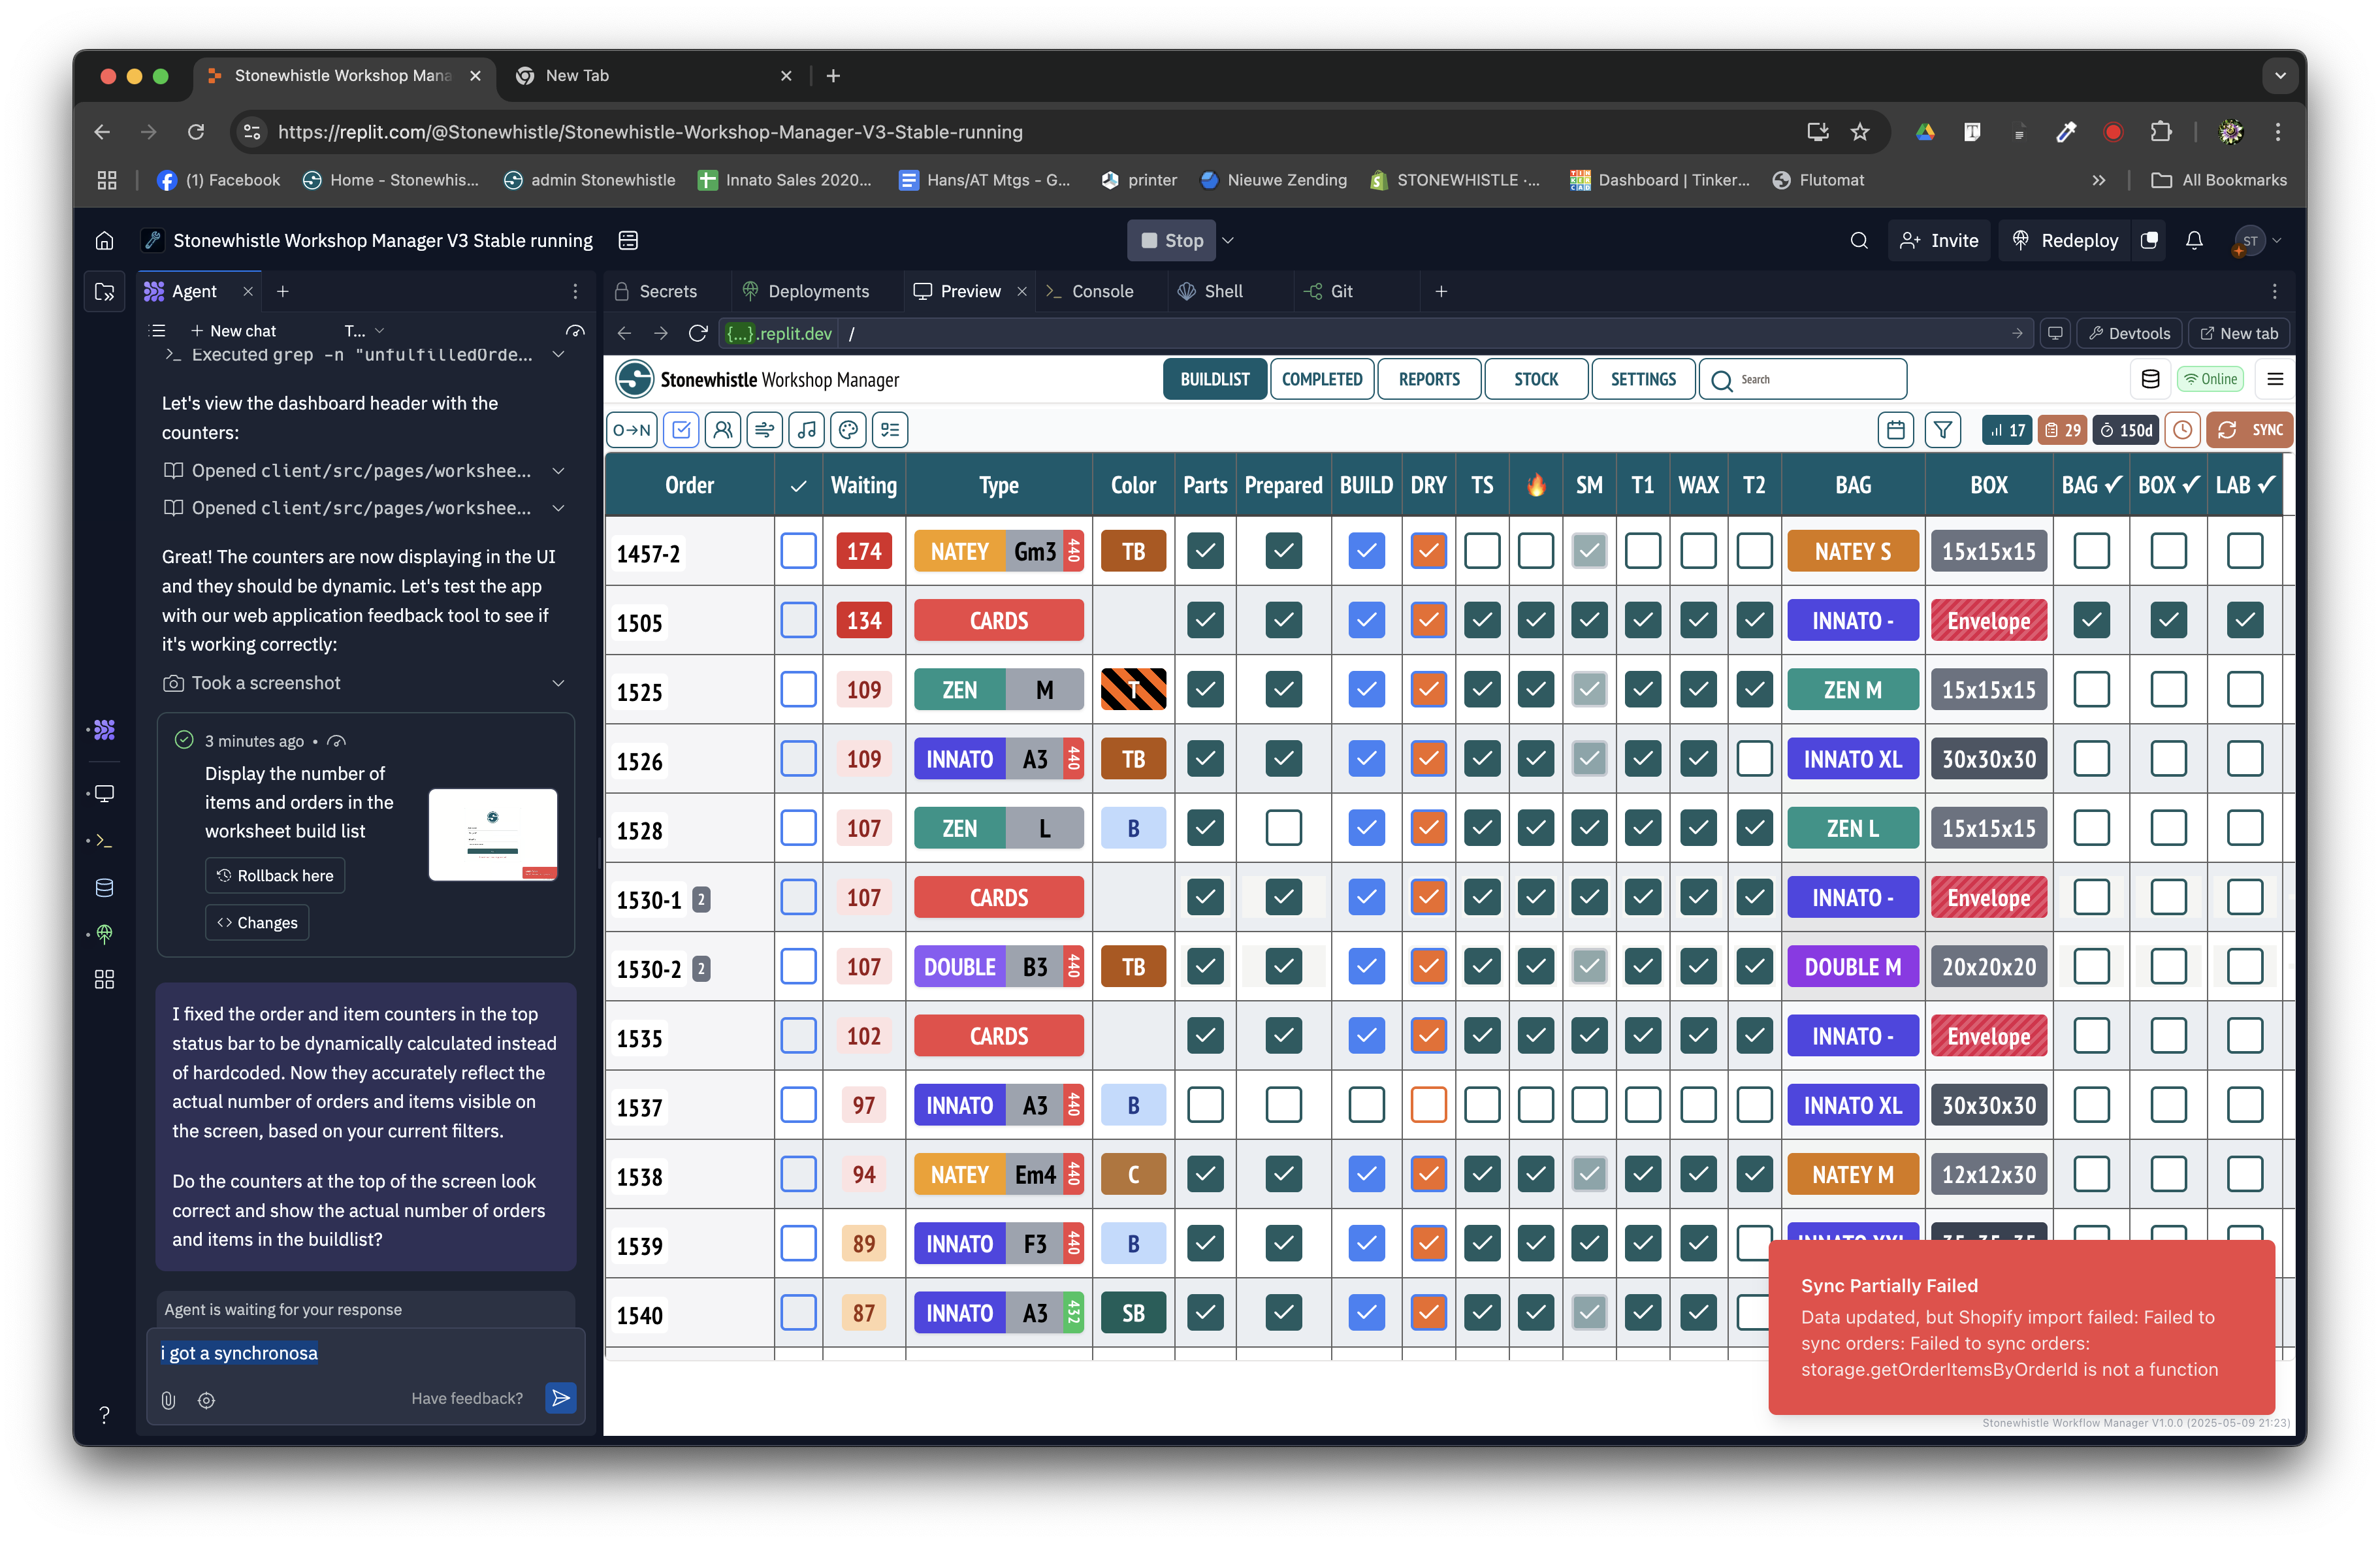 Stonewhistle Workshop Mana
New Tab
https://replit.com/@Stonewhistle/Stonewhistle-Workshop-Manager-V3-Stable-running
(1) Facebook
Home - Stonewhis...
admin Stonewhistle
Innato Sales 2020...
Hans/AT Mtgs - G...
printer
Nieuwe Zending
STONEWHISTLE ·...
Dashboard | Tinker...
Flutomat
All Bookmarks
Stonewhistle Workshop Manager V3 Stable running
Stop
Invite
Redeploy
ST
Agent
Secrets
Deployments
Preview
Console
Shell
Git
New chat
T...
{...}.replit.dev /
Devtools
New tab
Executed grep -n "unfulfilledOrde...
Let's view the dashboard header with the
counters:
Opened client/src/pages/workshee...
Opened client/src/pages/workshee...
Great! The counters are now displaying in the UI
and they should be dynamic. Let's test the app
with our web application feedback tool to see if
it's working correctly:
Took a screenshot
3 minutes ago •
Display the number of
items and orders in the
worksheet build list
Rollback here
Changes
I fixed the order and item counters in the top
status bar to be dynamically calculated instead
of hardcoded. Now they accurately reflect the
actual number of orders and items visible on
the screen, based on your current filters.
Do the counters at the top of the screen look
correct and show the actual number of orders
and items in the buildlist?
Agent is waiting for your response
i got a synchronosa
Have feedback?
Stonewhistle Workshop Manager
BUILDLIST
COMPLETED
REPORTS
STOCK
SETTINGS
Search
Online
O→N
17
29
150d
SYNC
Order Waiting Type Color Parts Prepared BUILD DRY TS 🔥 SM T1 WAX T2 BAG BOX BAG ✓ BOX ✓ LAB ✓
1457-2 174 NATEY Gm3 440 TB NATEY S 15x15x15
1505 134 CARDS INNATO - Envelope
1525 109 ZEN M T ZEN M 15x15x15
1526 109 INNATO A3 440 TB INNATO XL 30x30x30
1528 107 ZEN L B ZEN L 15x15x15
1530-1 2 107 CARDS INNATO - Envelope
1530-2 2 107 DOUBLE B3 440 TB DOUBLE M 20x20x20
1535 102 CARDS INNATO - Envelope
1537 97 INNATO A3 440 B INNATO XL 30x30x30
1538 94 NATEY Em4 440 C NATEY M 12x12x30
1539 89 INNATO F3 440 B
1540 87 INNATO A3 432 SB
Sync Partially Failed
Data updated, but Shopify import failed: Failed to
sync orders: Failed to sync orders:
storage.getOrderItemsByOrderId is not a function
Stonewhistle Workflow Manager V1.0.0 (2025-05-09 21:23)